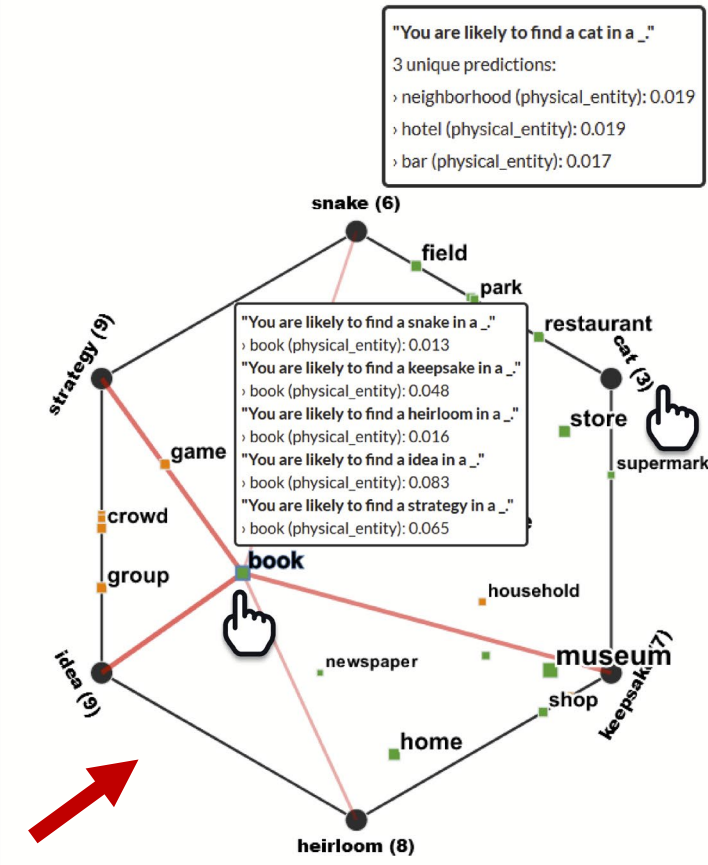 "You are likely to find a cat in a _."
3 unique predictions:
› neighborhood (physical_entity): 0.019
› hotel (physical_entity): 0.019
› bar (physical_entity): 0.017
snake (6)
field
park
restaurant
cat (3)
strategy (9)
"You are likely to find a snake in a _."
› book (physical_entity): 0.013
"You are likely to find a keepsake in a _."
› book (physical_entity): 0.048
"You are likely to find a heirloom in a _."
› book (physical_entity): 0.016
"You are likely to find a idea in a _."
› book (physical_entity): 0.083
"You are likely to find a strategy in a _."
› book (physical_entity): 0.065
store
game
supermark
crowd
book
group
household
newspaper
museum
idea (9)
keepsake (7)
shop
home
heirloom (8)